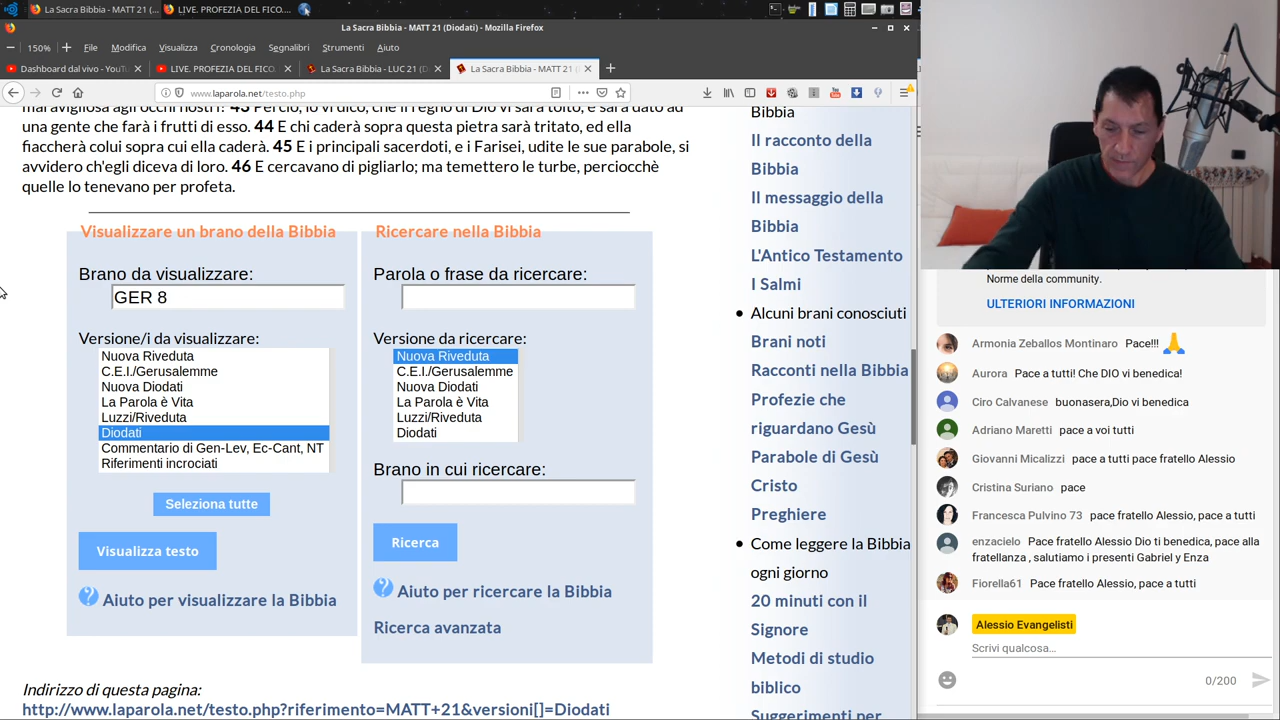 La Sacra Bibbia - MATT 21 (
LIVE. PROFEZIA DEL FICO.…
La Sacra Bibbia - MATT 21 (Diodati) - Mozilla Firefox
150%
File
Modifica
Visualizza
Cronologia
Segnalibri
Strumenti
Aiuto
Dashboard dal vivo - YouTu
LIVE. PROFEZIA DEL FICO
La Sacra Bibbia - LUC 21 (D
La Sacra Bibbia - MATT 21 (
www.laparola.net/testo.php
una gente che farà i frutti di esso. 44 E chi caderà sopra questa pietra sarà tritato, ed ella
fiaccherà colui sopra cui ella caderà. 45 E i principali sacerdoti, e i Farisei, udite le sue parabole, si
avvidero ch'egli diceva di loro. 46 E cercavano di pigliarlo; ma temettero le turbe, perciocchè
quelle lo tenevano per profeta.
Visualizzare un brano della Bibbia
Brano da visualizzare:
GER 8
Versione/i da visualizzare:
Nuova Riveduta
C.E.I./Gerusalemme
Nuova Diodati
La Parola è Vita
Luzzi/Riveduta
Diodati
Commentario di Gen-Lev, Ec-Cant, NT
Riferimenti incrociati
Seleziona tutte
Visualizza testo
Aiuto per visualizzare la Bibbia
Ricercare nella Bibbia
Parola o frase da ricercare:
Versione da ricercare:
Nuova Riveduta
C.E.I./Gerusalemme
Nuova Diodati
La Parola è Vita
Luzzi/Riveduta
Diodati
Brano in cui ricercare:
Ricerca
Aiuto per ricercare la Bibbia
Ricerca avanzata
Indirizzo di questa pagina:
http://www.laparola.net/testo.php?riferimento=MATT+21&versioni[]=Diodati
Bibbia
Il racconto della
Bibbia
Il messaggio della
Bibbia
L'Antico Testamento
I Salmi
Alcuni brani conosciuti
Brani noti
Racconti nella Bibbia
Profezie che
riguardano Gesù
Parabole di Gesù
Cristo
Preghiere
Come leggere la Bibbia
ogni giorno
20 minuti con il
Signore
Metodi di studio
biblico
Suggerimenti per
Norme della community.
ULTERIORI INFORMAZIONI
Armonia Zeballos Montinaro Pace!!! 🙏
Aurora Pace a tutti! Che DIO vi benedica!
Ciro Calvanese buonasera,Dio vi benedica
Adriano Maretti pace a voi tutti
Giovanni Micalizzi pace a tutti pace fratello Alessio
Cristina Suriano pace
Francesca Pulvino 73 pace fratello Alessio, pace a tutti
enzacielo Pace fratello Alessio Dio ti benedica, pace alla
fratellanza , salutiamo i presenti Gabriel y Enza
Fiorella61 Pace fratello Alessio, pace a tutti
Alessio Evangelisti
Scrivi qualcosa…
0/200